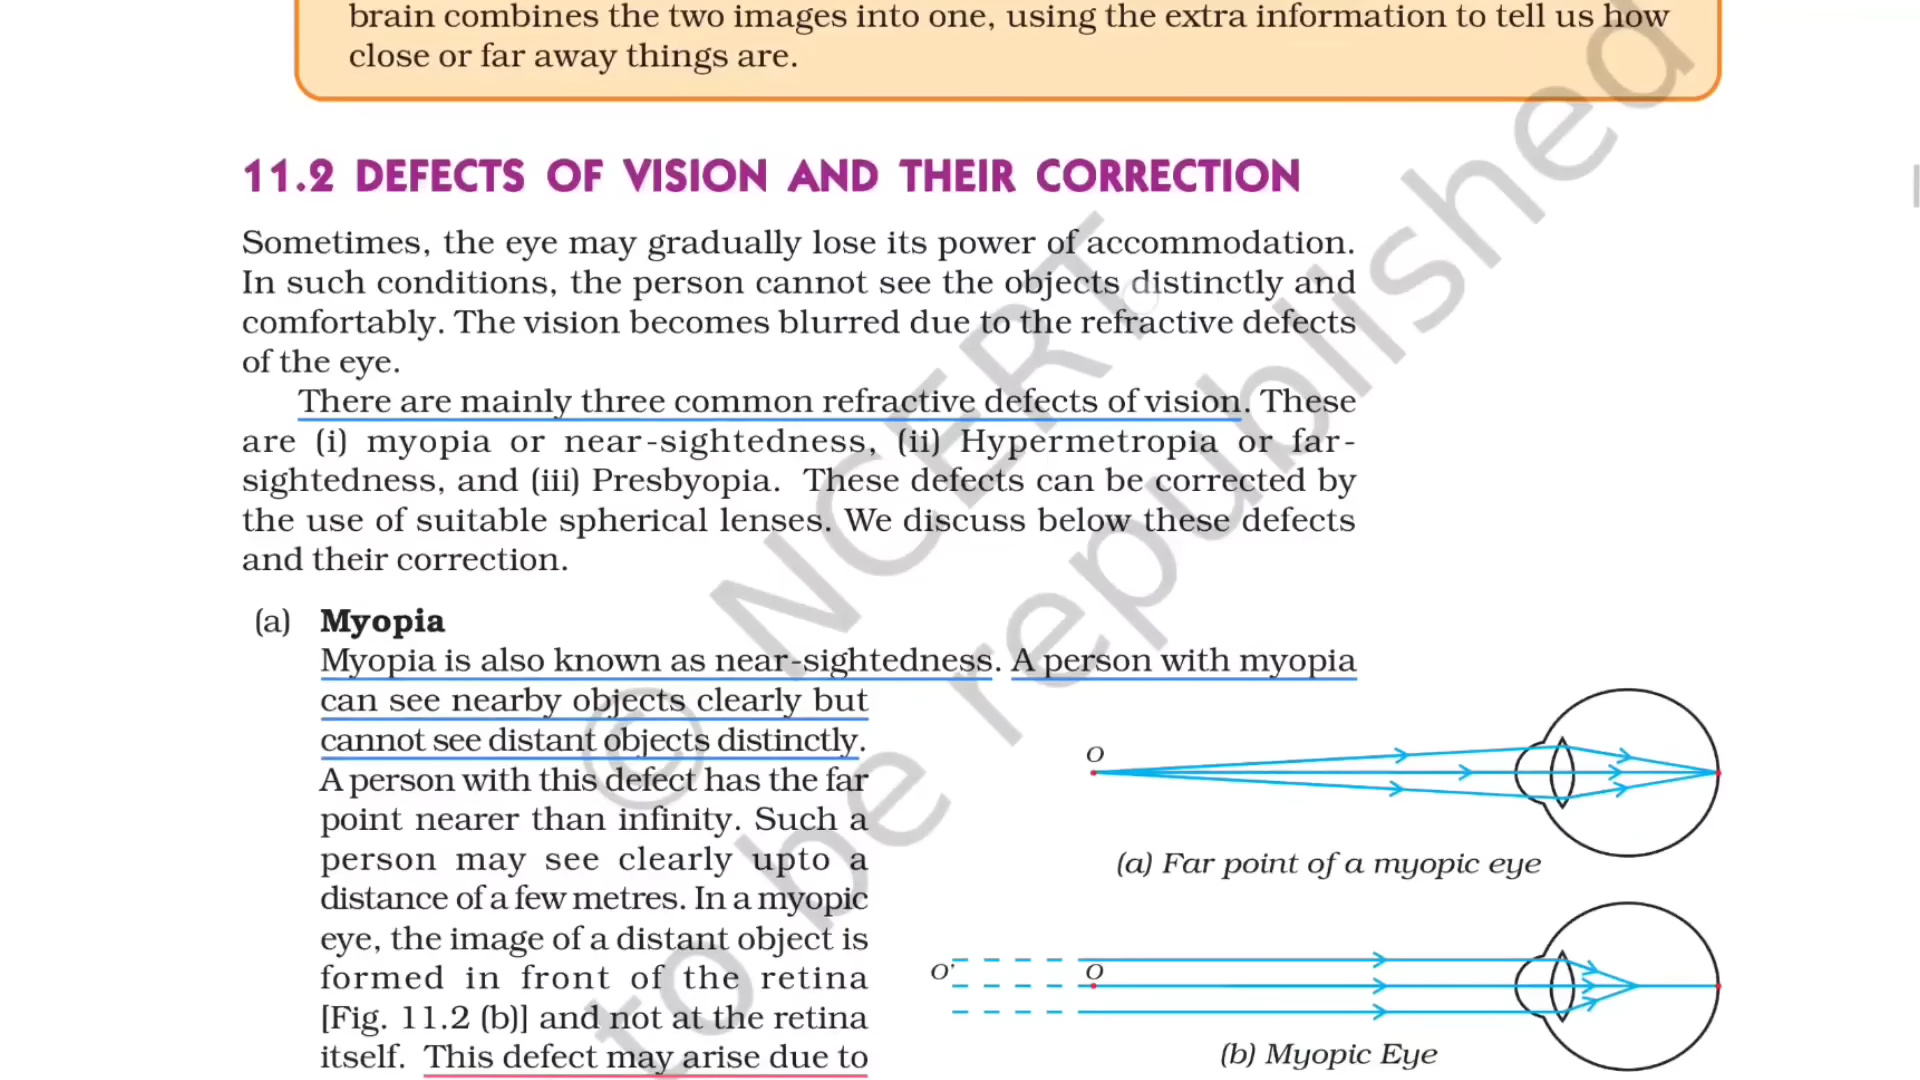 brain combines the two images into one, using the extra information to tell us how
close or far away things are.
11.2 DEFECTS OF VISION AND THEIR CORRECTION
Sometimes, the eye may gradually lose its power of accommodation.
In such conditions, the person cannot see the objects distinctly and
comfortably. The vision becomes blurred due to the refractive defects
of the eye.
There are mainly three common refractive defects of vision. These
are (i) myopia or near-sightedness, (ii) Hypermetropia or far-
sightedness, and (iii) Presbyopia. These defects can be corrected by
the use of suitable spherical lenses. We discuss below these defects
and their correction.
(a) Myopia
Myopia is also known as near-sightedness. A person with myopia
can see nearby objects clearly but
cannot see distant objects distinctly.
A person with this defect has the far
point nearer than infinity. Such a
person may see clearly upto a
distance of a few metres. In a myopic
eye, the image of a distant object is
formed in front of the retina
[Fig. 11.2 (b)] and not at the retina
itself. This defect may arise due to
O
(a) Far point of a myopic eye
O'
O
(b) Myopic Eye
© NCERT
to be republished